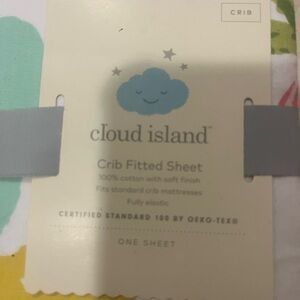 CRIB
cloud island™
Crib Fitted Sheet
100% cotton with soft finish
Fits standard crib mattresses
Fully elastic
CERTIFIED STANDARD 100 BY OEKO-TEX®
ONE SHEET